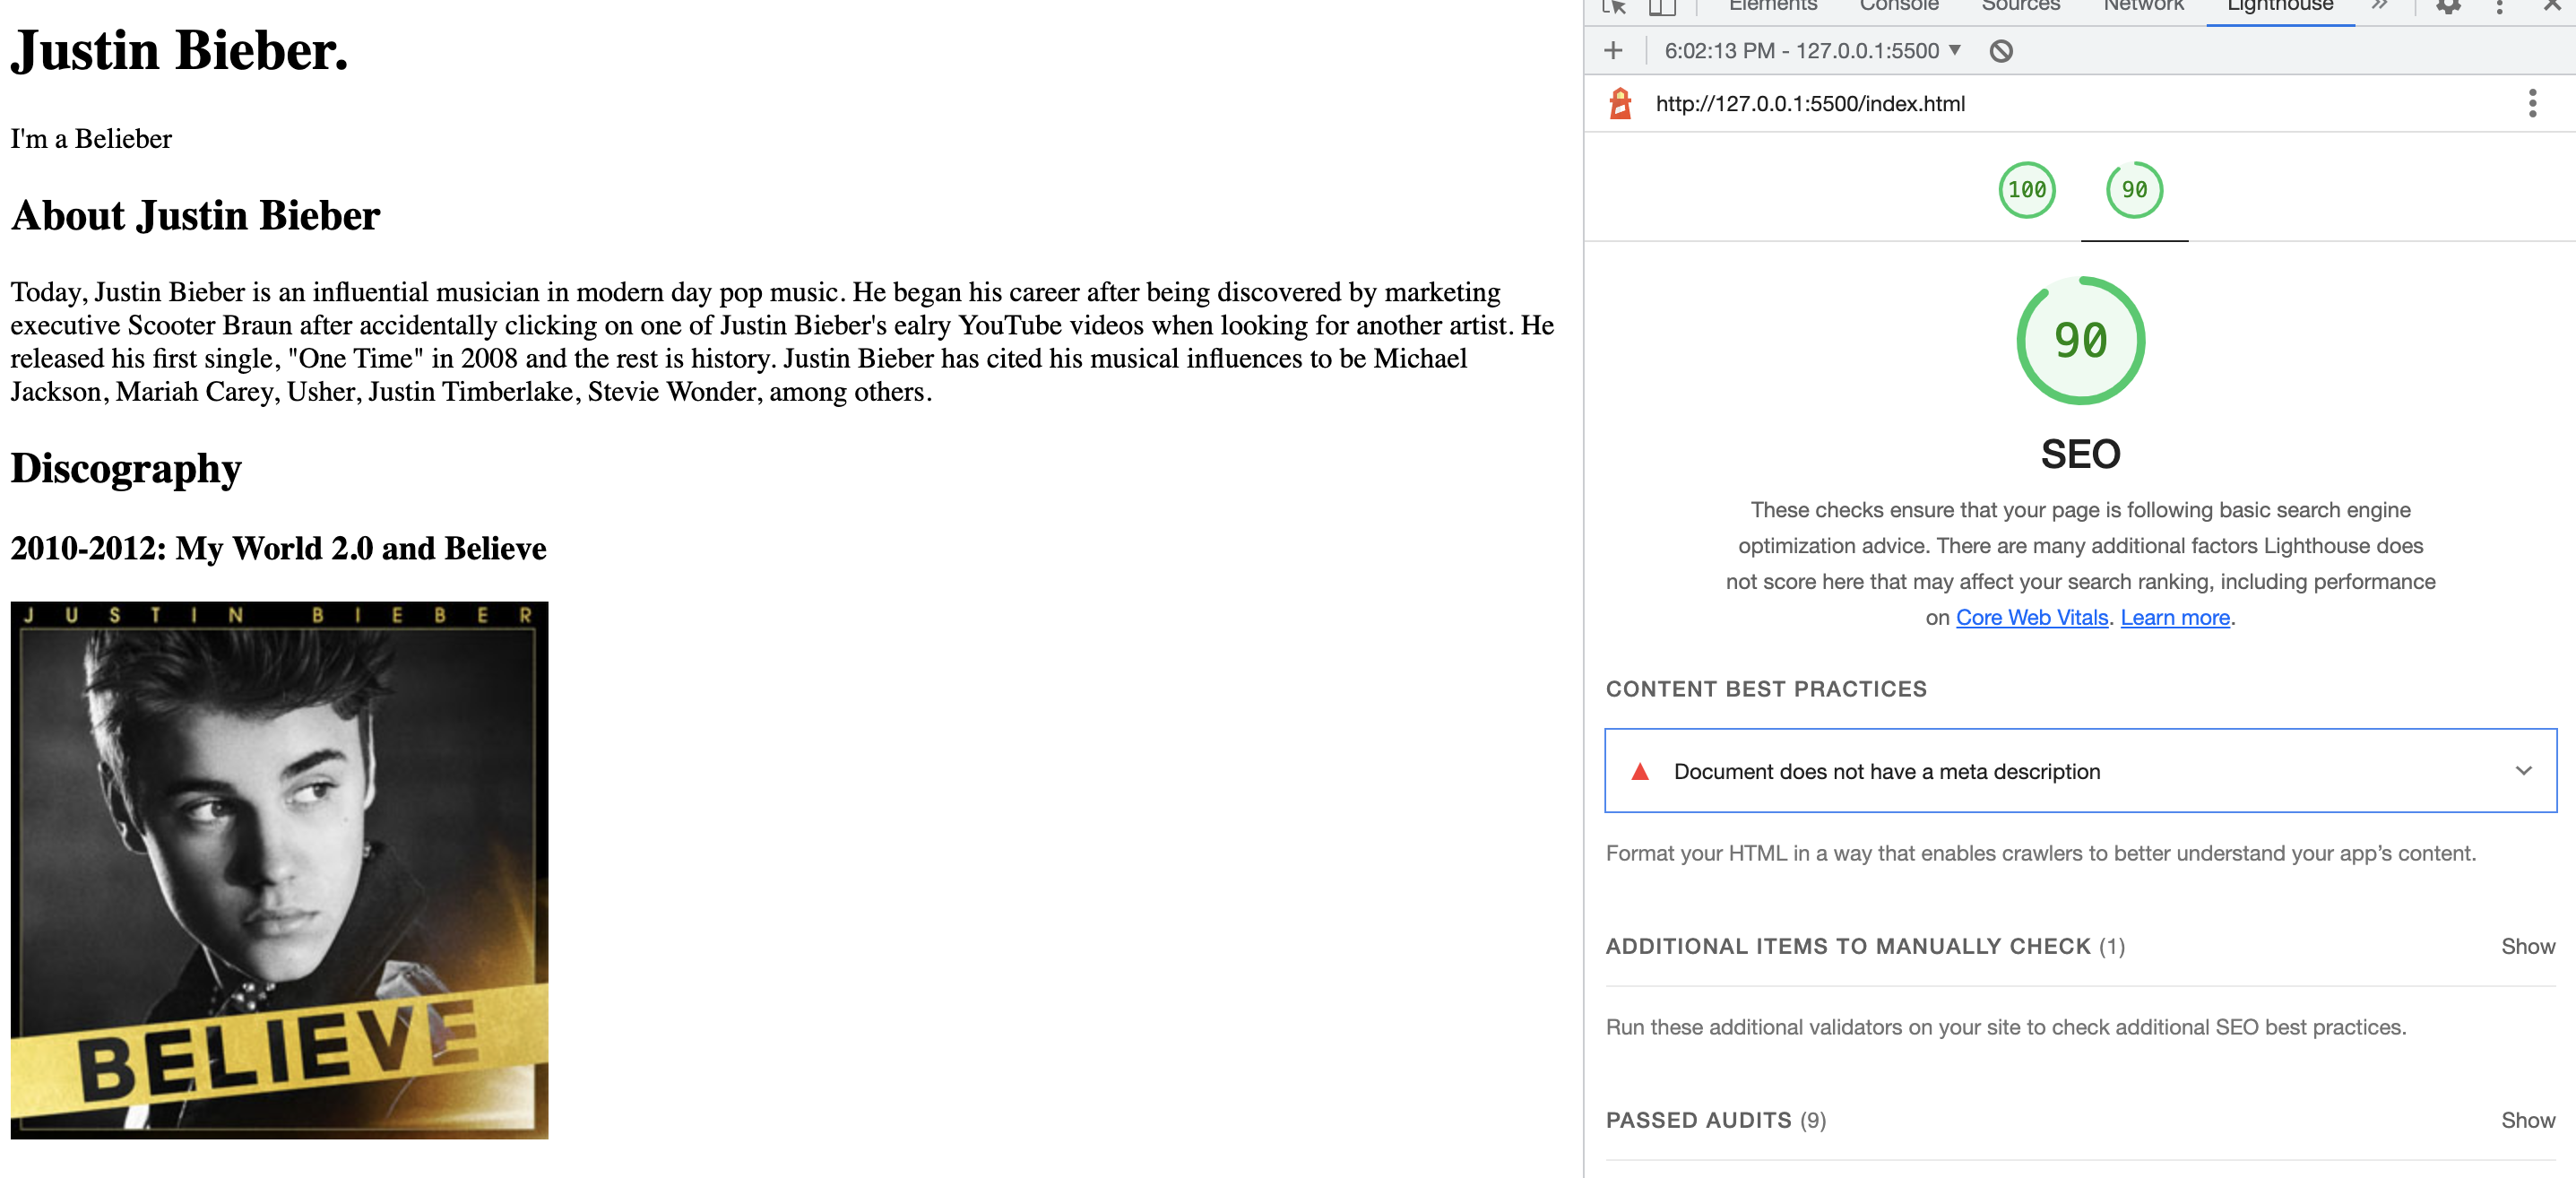 Justin Bieber.
I'm a Belieber
About Justin Bieber
Today, Justin Bieber is an influential musician in modern day pop music. He began his career after being discovered by marketing
executive Scooter Braun after accidentally clicking on one of Justin Bieber's ealry YouTube videos when looking for another artist. He
released his first single, "One Time" in 2008 and the rest is history. Justin Bieber has cited his musical influences to be Michael
Jackson, Mariah Carey, Usher, Justin Timberlake, Stevie Wonder, among others.
Discography
2010-2012: My World 2.0 and Believe
JUSTIN BIEBER
BELIEVE
Elements Console Sources Network Lighthouse
6:02:13 PM - 127.0.0.1:5500
http://127.0.0.1:5500/index.html
100 90
90
SEO
These checks ensure that your page is following basic search engine
optimization advice. There are many additional factors Lighthouse does
not score here that may affect your search ranking, including performance
on Core Web Vitals. Learn more.
CONTENT BEST PRACTICES
Document does not have a meta description
Format your HTML in a way that enables crawlers to better understand your app’s content.
ADDITIONAL ITEMS TO MANUALLY CHECK (1) Show
Run these additional validators on your site to check additional SEO best practices.
PASSED AUDITS (9) Show